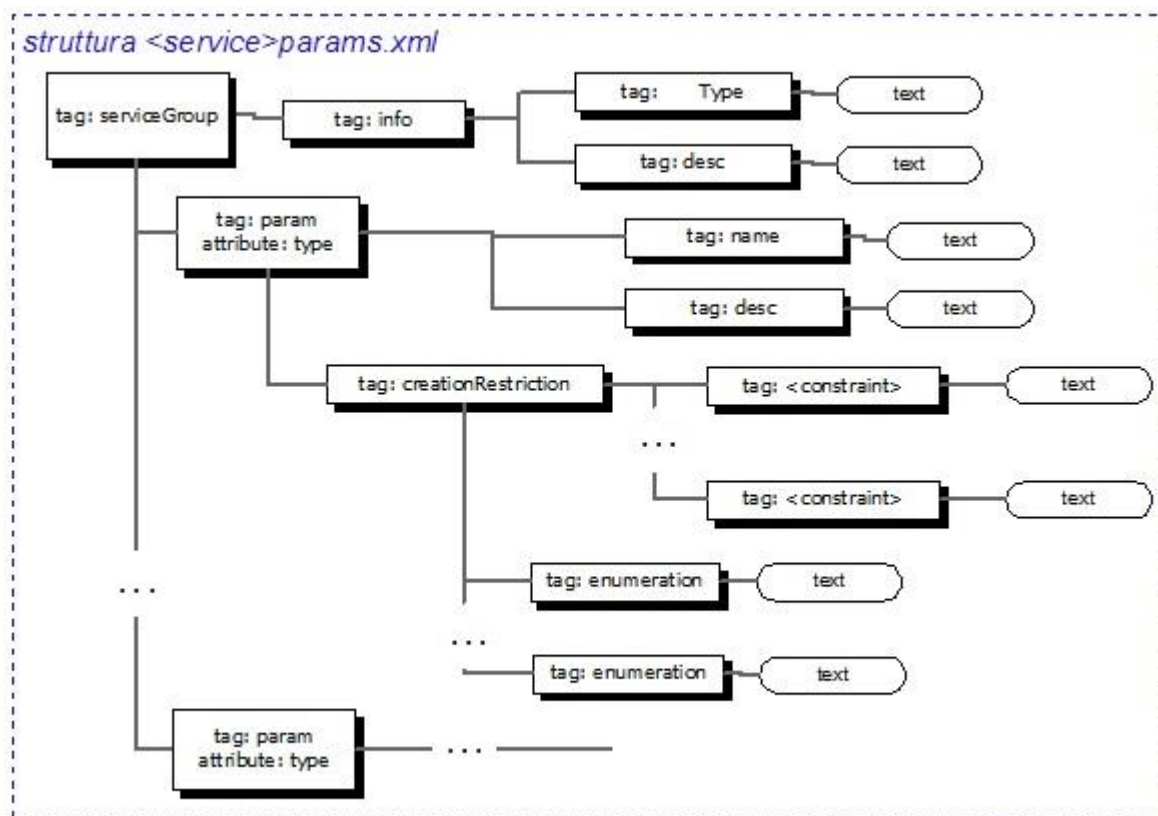 struttura <service>params.xml
tag: serviceGroup
tag: info
tag: Type
text
tag: desc
text
tag: param
attribute: type
tag: name
text
tag: desc
text
tag: creationRestriction
tag: <constraint>
text
...
tag: <constraint>
text
tag: enumeration
text
...
...
tag: enumeration
text
tag: param
attribute: type
...